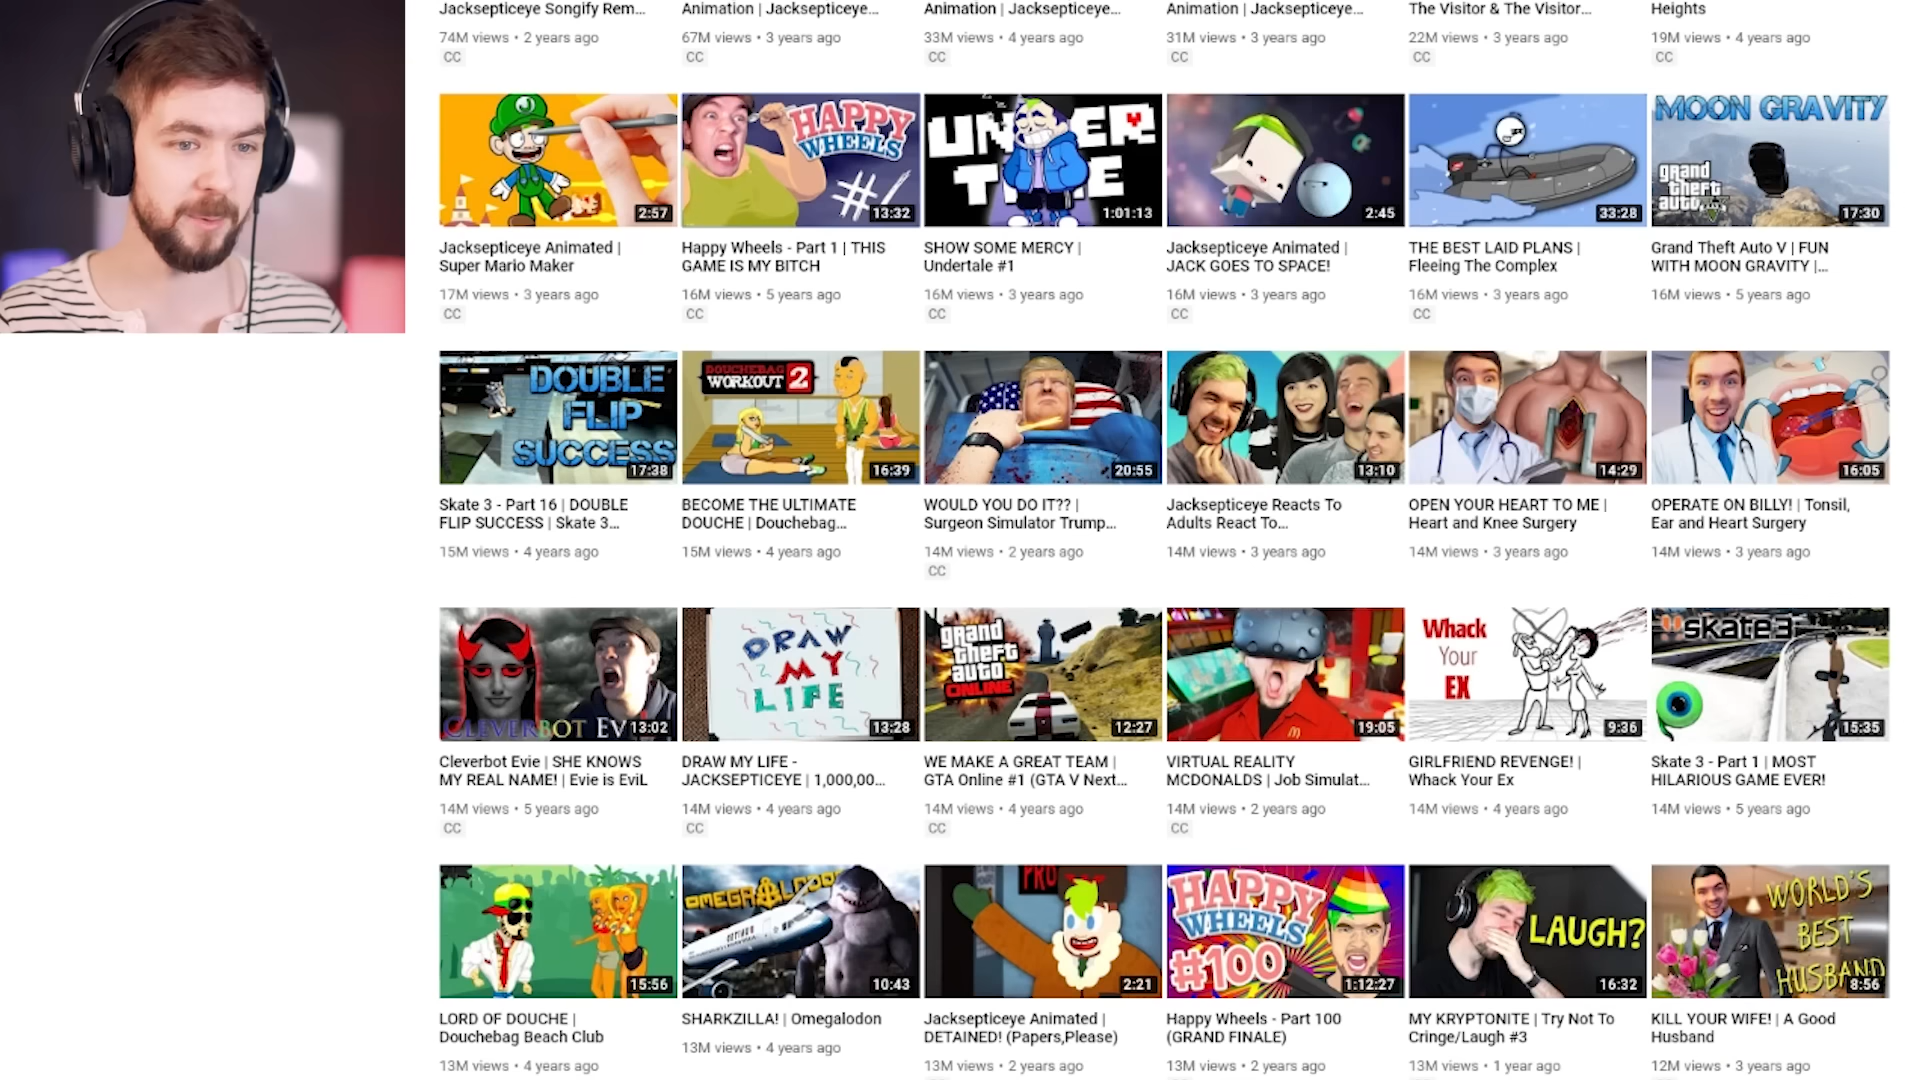 Jacksepticeye Songify Rem...
Animation | Jacksepticeye...
Animation | Jacksepticeye...
Animation | Jacksepticeye...
The Visitor & The Visitor...
Heights
74M views • 2 years ago
67M views • 3 years ago
33M views • 4 years ago
31M views • 3 years ago
22M views • 3 years ago
19M views • 4 years ago
CC
CC
CC
CC
CC
CC
J
2:57
HAPPY
WHEELS
#1
13:32
UNDER
TALE
1:01:13
2:45
33:28
MOON GRAVITY
grand
theft
auto
V
17:30
Jacksepticeye Animated |
Super Mario Maker
Happy Wheels - Part 1 | THIS
GAME IS MY BITCH
SHOW SOME MERCY |
Undertale #1
Jacksepticeye Animated |
JACK GOES TO SPACE!
THE BEST LAID PLANS |
Fleeing The Complex
Grand Theft Auto V | FUN
WITH MOON GRAVITY |...
17M views • 3 years ago
16M views • 5 years ago
16M views • 3 years ago
16M views • 3 years ago
16M views • 3 years ago
16M views • 5 years ago
CC
CC
CC
CC
CC
DOUBLE
FLIP
SUCCESS
17:38
DOUCHEBAG
WORKOUT 2
16:39
20:55
13:10
14:29
16:05
Skate 3 - Part 16 | DOUBLE
FLIP SUCCESS | Skate 3...
BECOME THE ULTIMATE
DOUCHE | Douchebag...
WOULD YOU DO IT?? |
Surgeon Simulator Trump...
Jacksepticeye Reacts To
Adults React To...
OPEN YOUR HEART TO ME |
Heart and Knee Surgery
OPERATE ON BILLY! | Tonsil,
Ear and Heart Surgery
15M views • 4 years ago
15M views • 4 years ago
14M views • 2 years ago
14M views • 3 years ago
14M views • 3 years ago
14M views • 3 years ago
CC
CLEVERBOT EV
13:02
DRAW
MY
LIFE
13:28
grand
theft
auto
ONLINE
12:27
19:05
Whack
Your
EX
9:36
skate 3
15:35
Cleverbot Evie | SHE KNOWS
MY REAL NAME! | Evie is EviL
DRAW MY LIFE -
JACKSEPTICEYE | 1,000,00...
WE MAKE A GREAT TEAM |
GTA Online #1 (GTA V Next...
VIRTUAL REALITY
MCDONALDS | Job Simulat...
GIRLFRIEND REVENGE! |
Whack Your Ex
Skate 3 - Part 1 | MOST
HILARIOUS GAME EVER!
14M views • 5 years ago
14M views • 4 years ago
14M views • 4 years ago
14M views • 2 years ago
14M views • 4 years ago
14M views • 5 years ago
CC
CC
CC
CC
15:56
OMEGALODON
10:43
PRO
2:21
HAPPY
WHEELS
#100
1:12:27
LAUGH?
16:32
WORLD'S
BEST
HUSBAND
8:56
LORD OF DOUCHE |
Douchebag Beach Club
SHARKZILLA! | Omegalodon
Jacksepticeye Animated |
DETAINED! (Papers,Please)
Happy Wheels - Part 100
(GRAND FINALE)
MY KRYPTONITE | Try Not To
Cringe/Laugh #3
KILL YOUR WIFE! | A Good
Husband
13M views • 4 years ago
13M views • 4 years ago
13M views • 2 years ago
13M views • 2 years ago
13M views • 1 year ago
12M views • 3 years ago